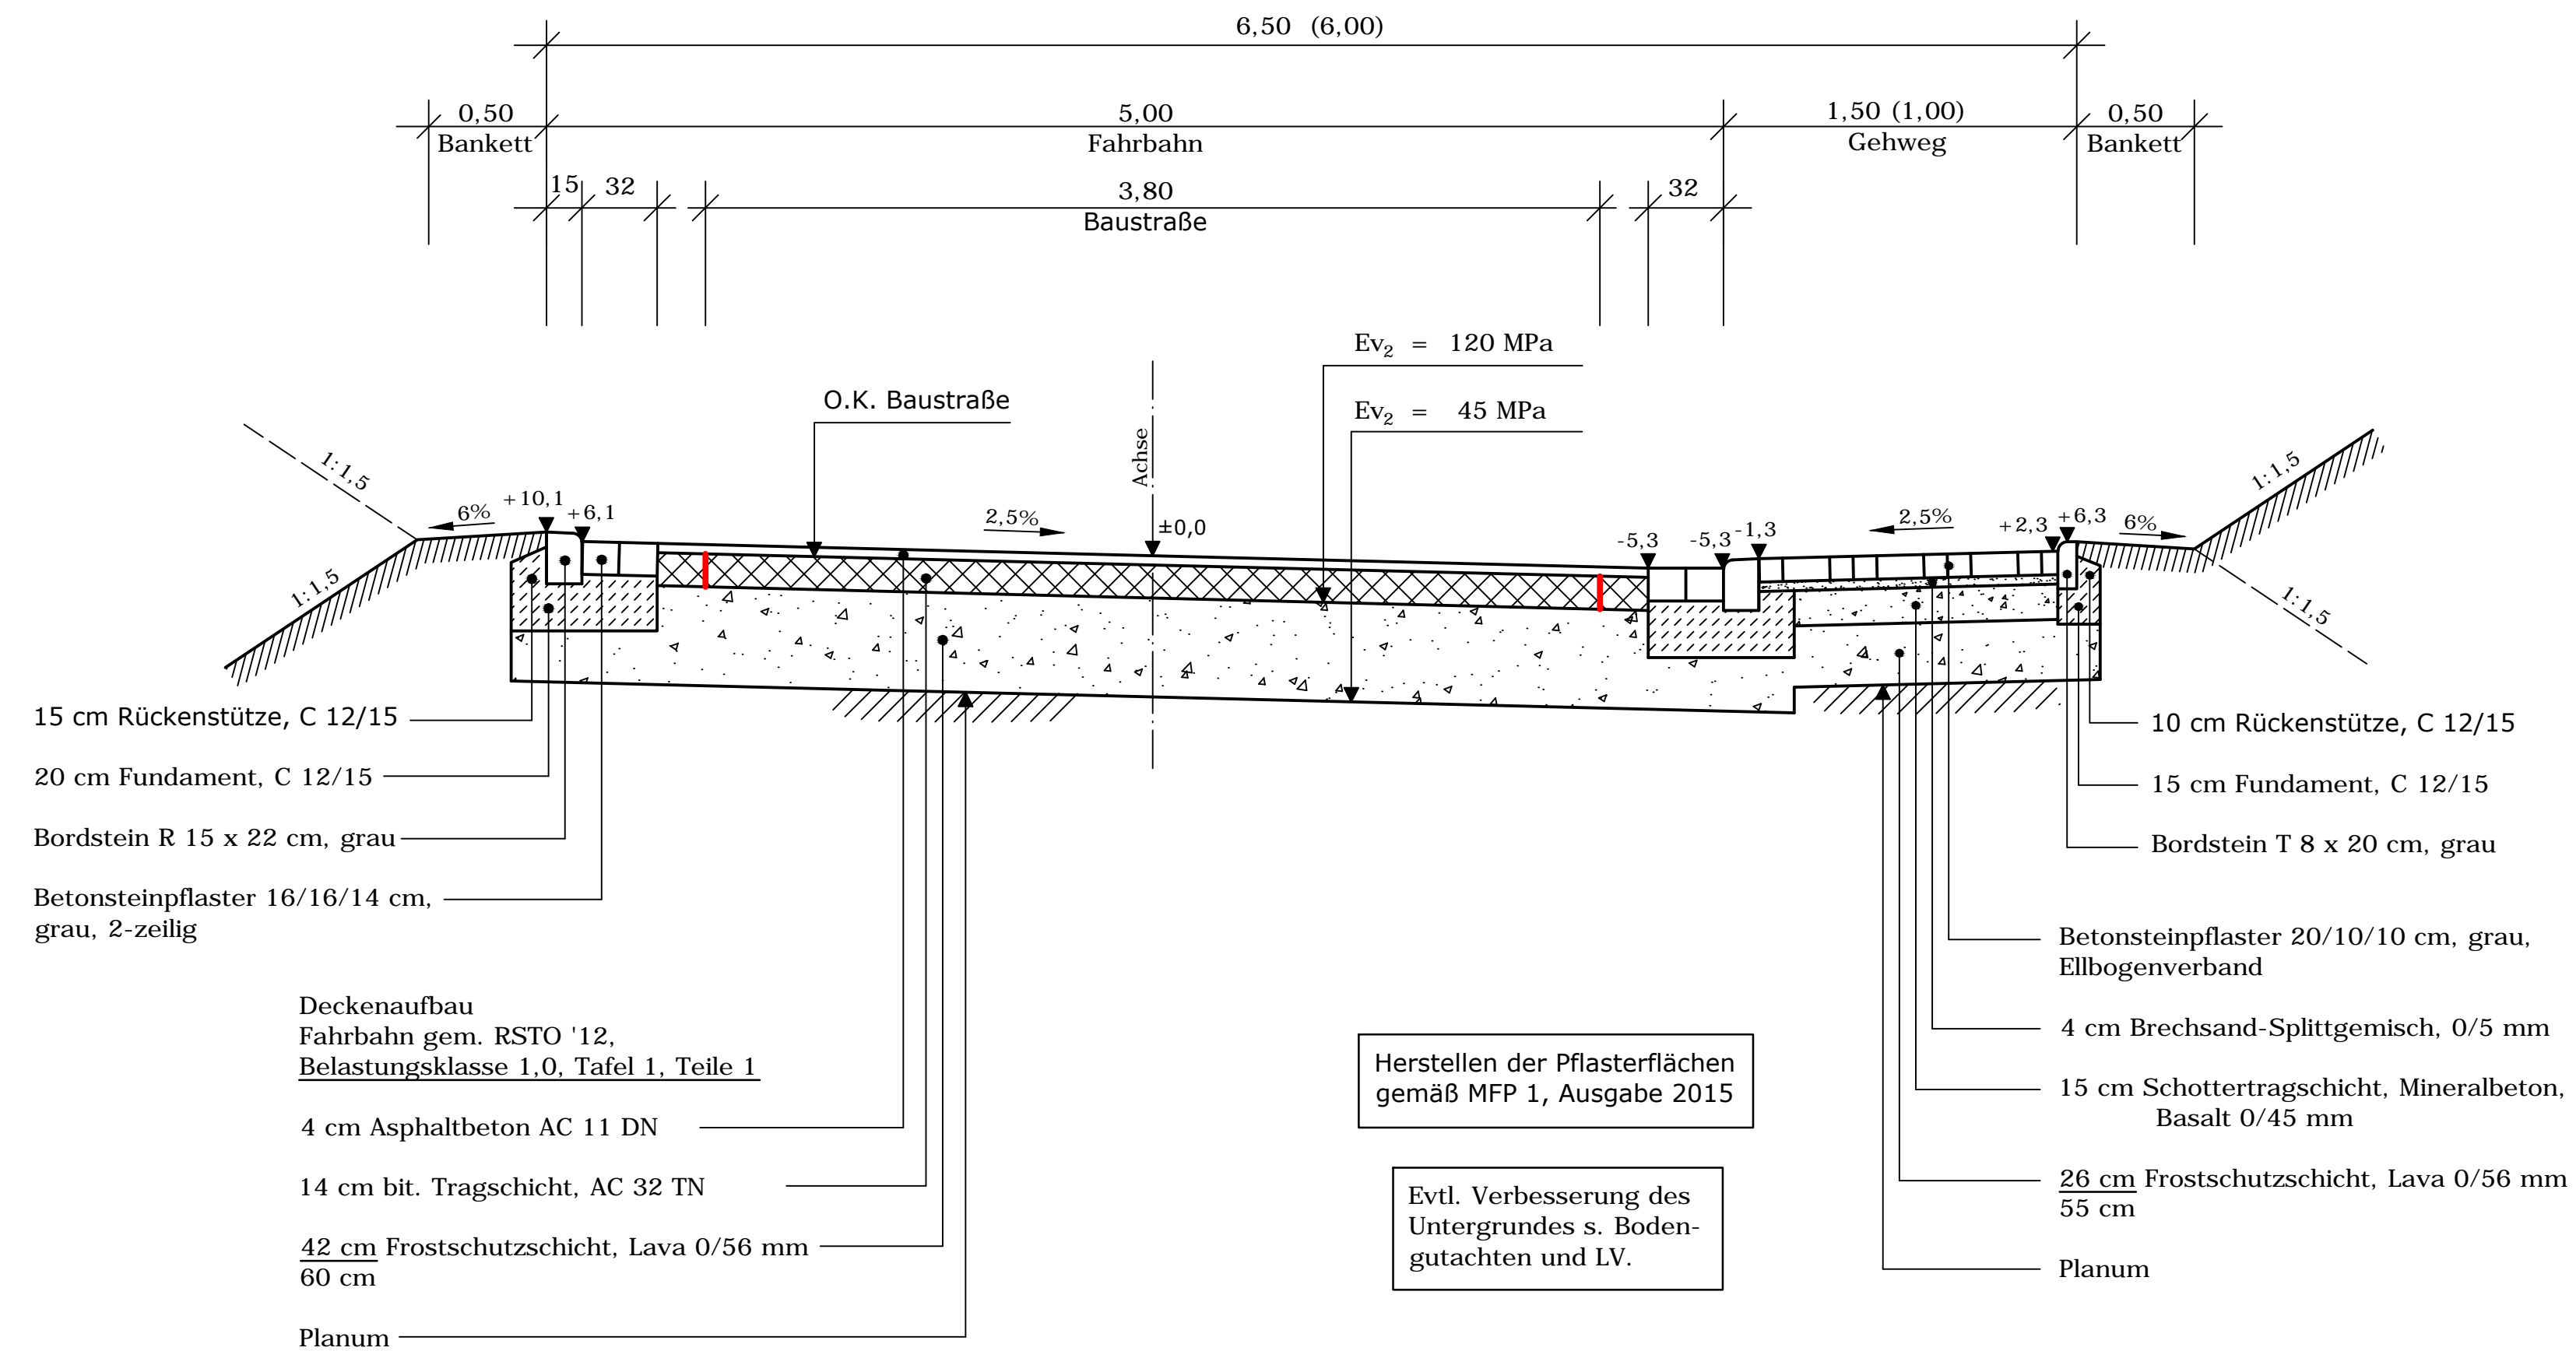 6,50 (6,00)
0,50
Bankett
5,00
Fahrbahn
1,50 (1,00)
Gehweg
0,50
Bankett
15
32
3,80
Baustraße
32
Ev₂ = 120 MPa
O.K. Baustraße
Ev₂ = 45 MPa
Achse
1:1,5
1:1,5
6%
+10,1
+6,1
2,5%
±0,0
-5,3
-5,3
-1,3
2,5%
+2,3
+6,3
6%
1:1,5
1:1,5
15 cm Rückenstütze, C 12/15
20 cm Fundament, C 12/15
Bordstein R 15 x 22 cm, grau
Betonsteinpflaster 16/16/14 cm,
grau, 2-zeilig
Deckenaufbau
Fahrbahn gem. RSTO '12,
Belastungsklasse 1,0, Tafel 1, Teile 1
4 cm Asphaltbeton AC 11 DN
14 cm bit. Tragschicht, AC 32 TN
42 cm Frostschutzschicht, Lava 0/56 mm
60 cm
Planum
Herstellen der Pflasterflächen
gemäß MFP 1, Ausgabe 2015
Evtl. Verbesserung des
Untergrundes s. Boden-
gutachten und LV.
10 cm Rückenstütze, C 12/15
15 cm Fundament, C 12/15
Bordstein T 8 x 20 cm, grau
Betonsteinpflaster 20/10/10 cm, grau,
Ellbogenverband
4 cm Brechsand-Splittgemisch, 0/5 mm
15 cm Schottertragschicht, Mineralbeton,
Basalt 0/45 mm
26 cm Frostschutzschicht, Lava 0/56 mm
55 cm
Planum